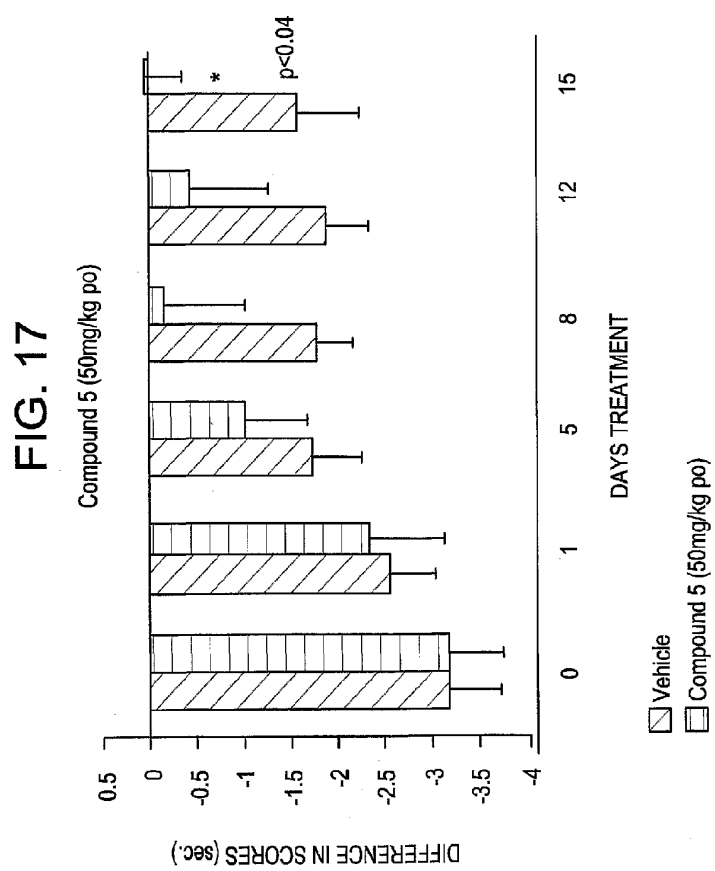 FIG. 17
Compound 5 (50mg/kg po)
DIFFERENCE IN SCORES (sec.)
0.5
0
-0.5
-1
-1.5
-2
-2.5
-3
-3.5
-4
*
p<0.04
0 1 5 8 12 15
DAYS TREATMENT
Vehicle
Compound 5 (50mg/kg po)